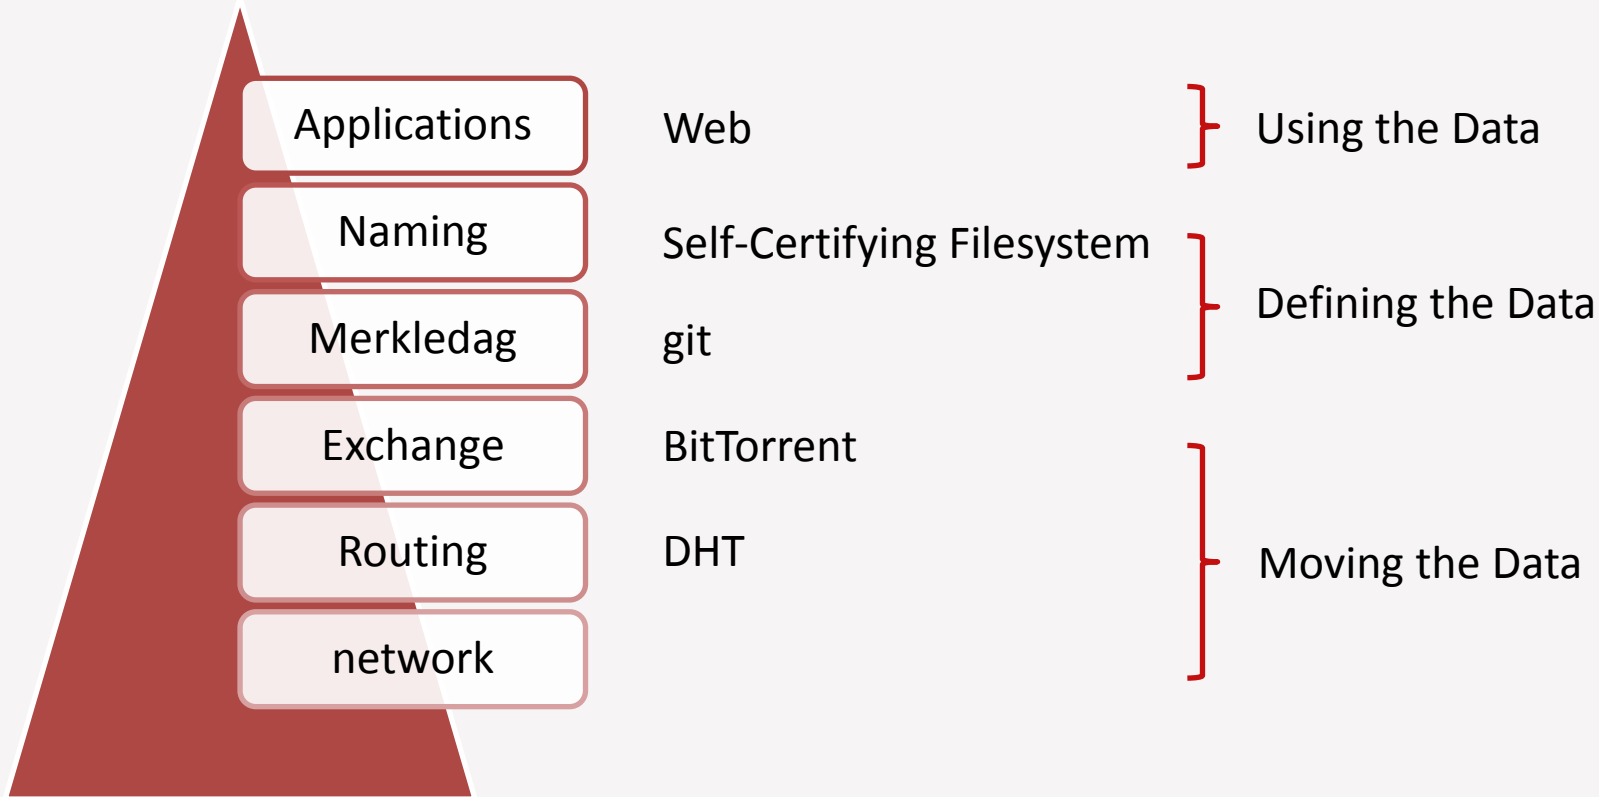 Applications
Web
Using the Data
Naming
Self-Certifying Filesystem
Defining the Data
Merkledag
git
Exchange
BitTorrent
Routing
DHT
Moving the Data
network